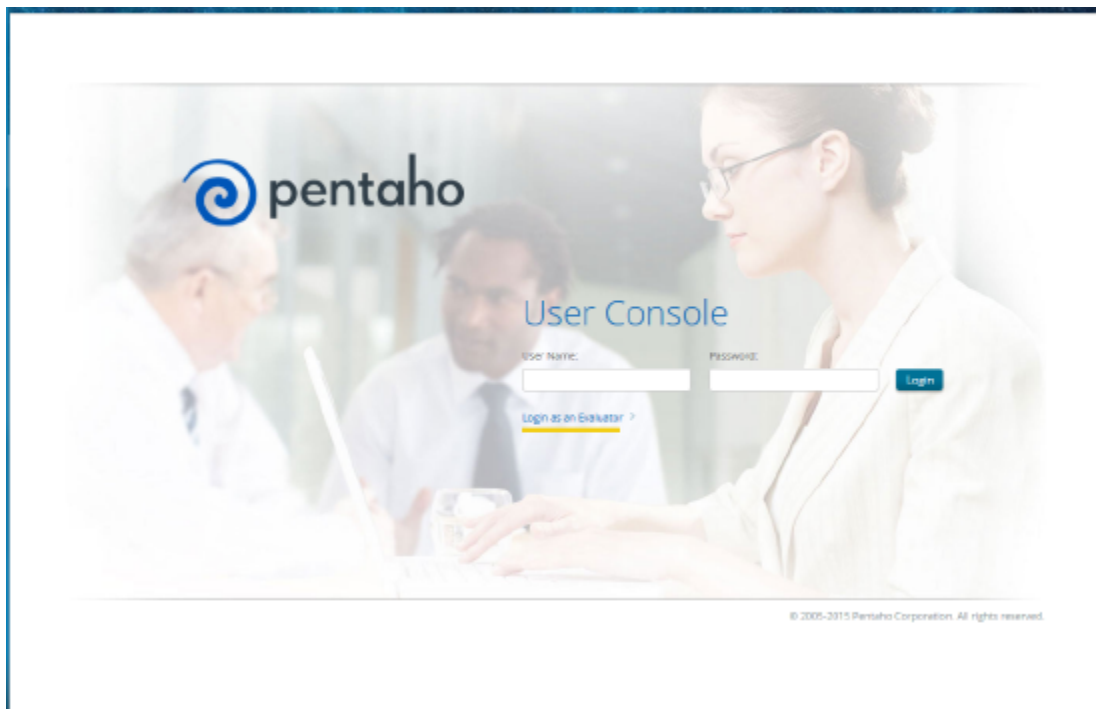 pentaho
User Console
User Name: Password:
Login
Login as an Evaluator >
© 2005-2015 Pentaho Corporation. All rights reserved.